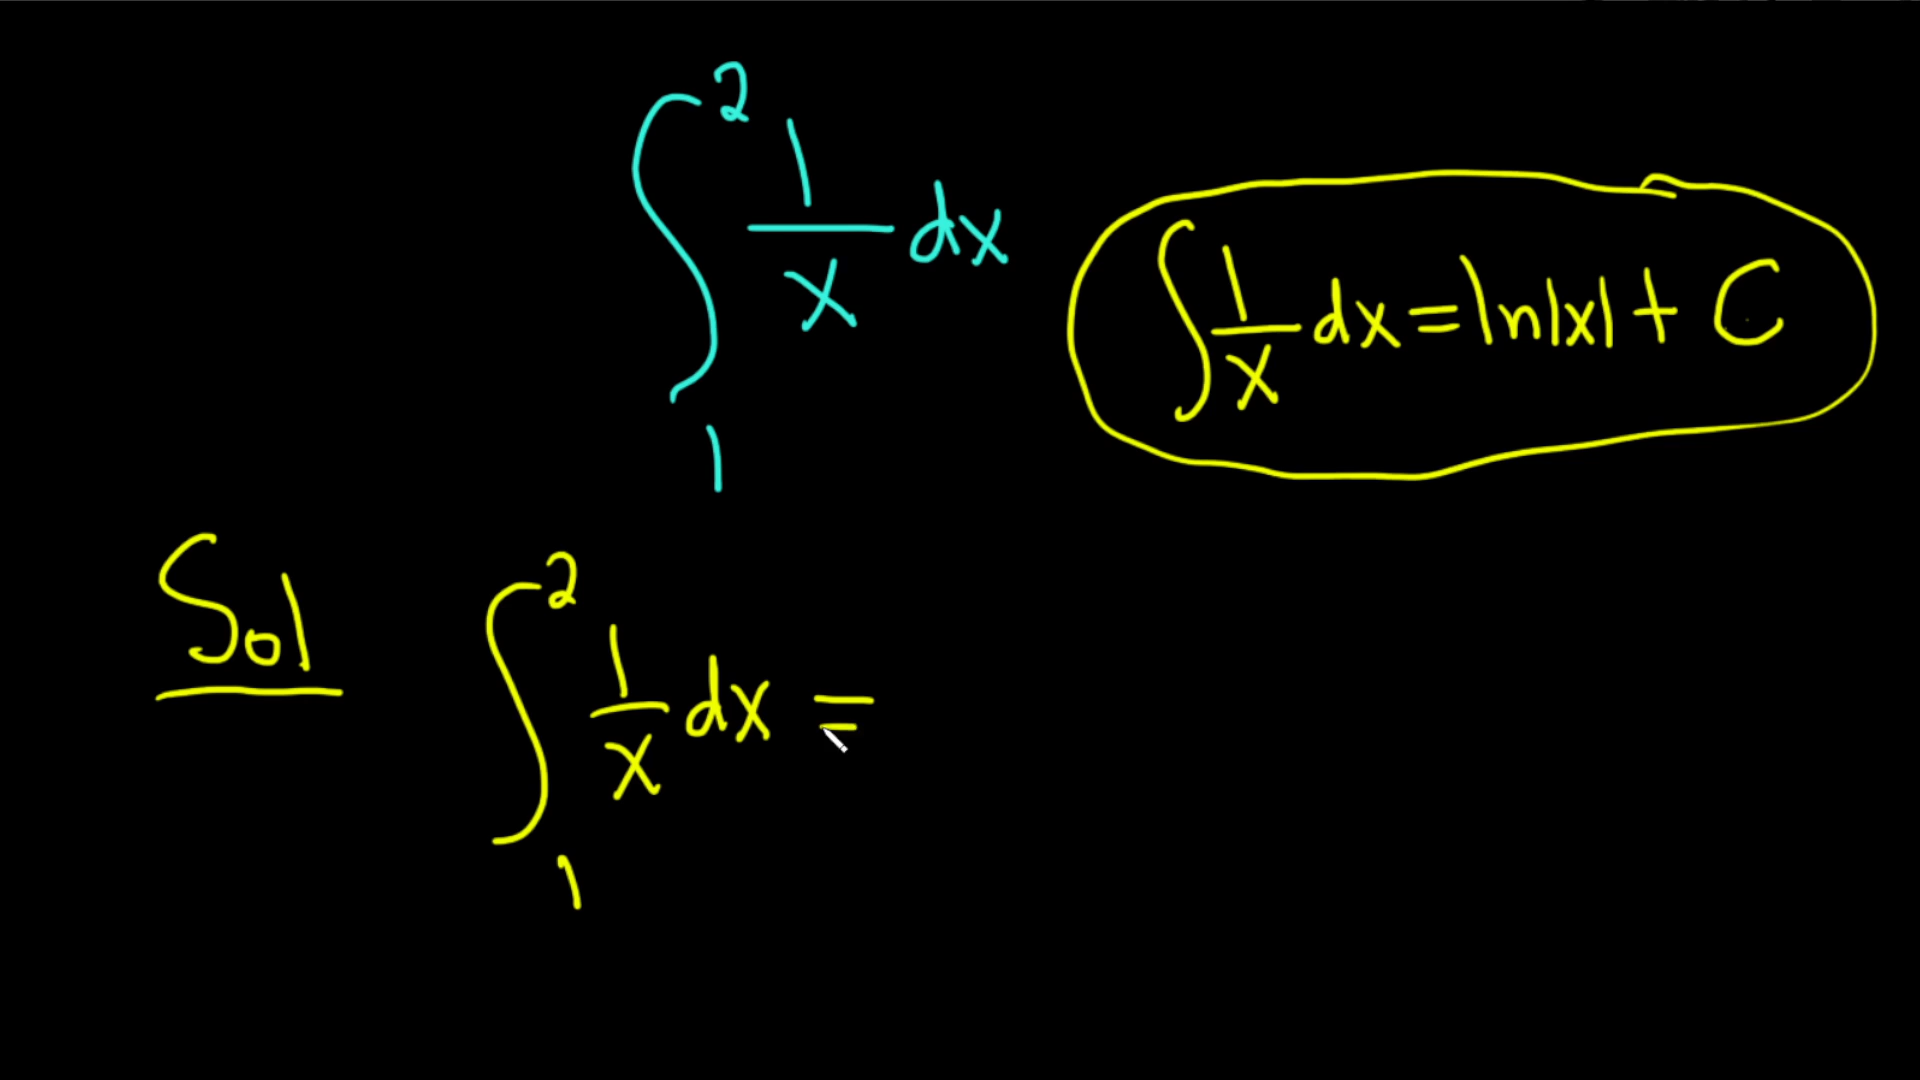 ∫₁² 1/x dx
∫ 1/x dx = ln|x| + C
Sol ∫₁² 1/x dx =